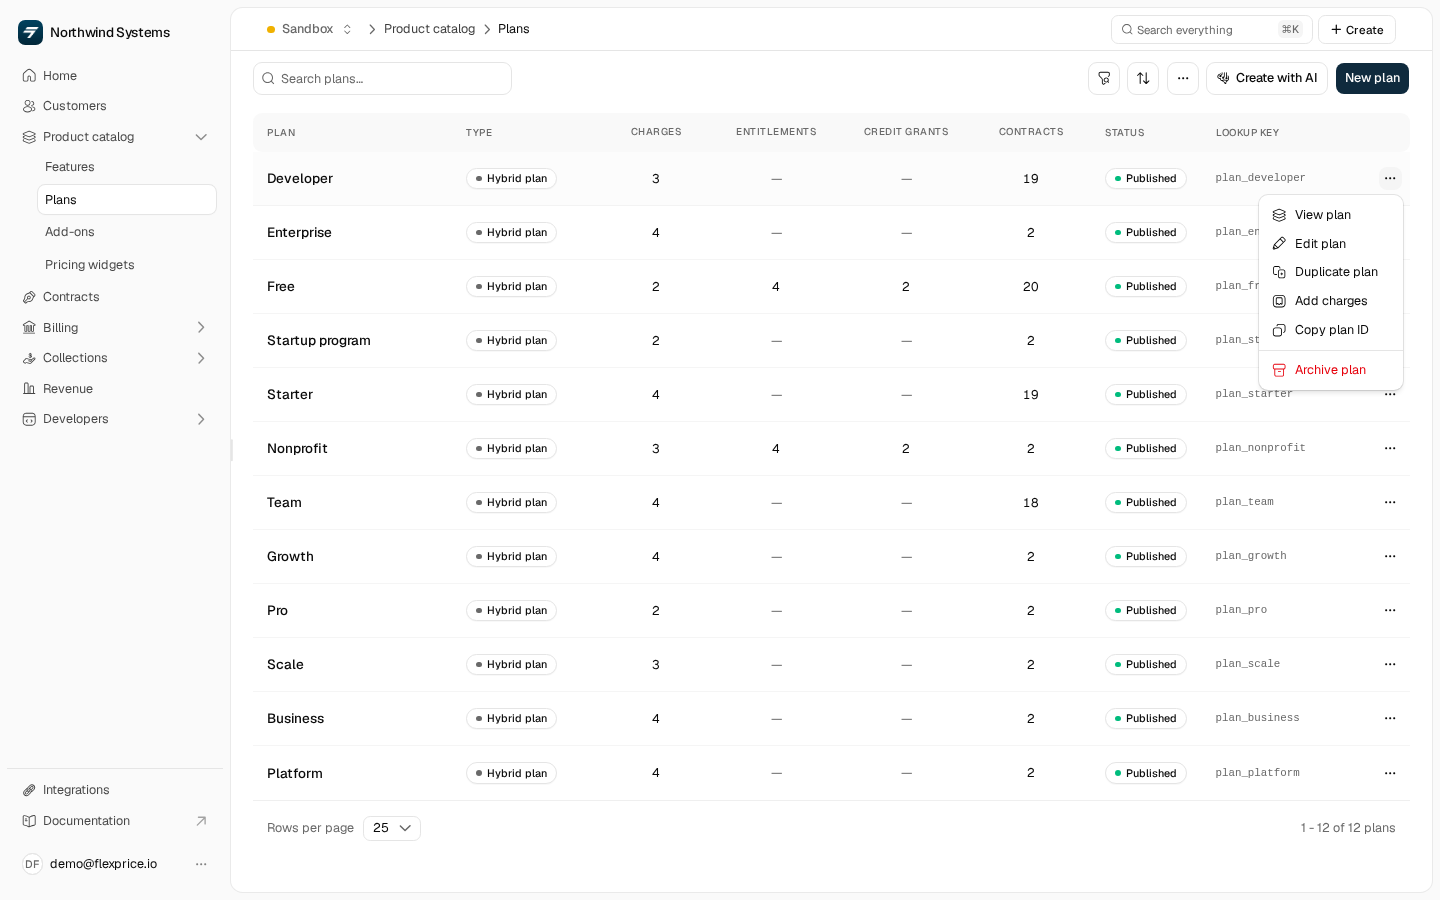 Northwind Systems
Home
Customers
Product catalog
Features
Plans
Add-ons
Pricing widgets
Contracts
Billing
Collections
Revenue
Developers
Integrations
Documentation
DF demo@flexprice.io
Sandbox Product catalog Plans
Search everything ⌘K
Create
Search plans...
Create with AI
New plan
PLAN TYPE CHARGES ENTITLEMENTS CREDIT GRANTS CONTRACTS STATUS LOOKUP KEY
Developer Hybrid plan 3 — — 19 Published plan_developer
Enterprise Hybrid plan 4 — — 2 Published plan_en
Free Hybrid plan 2 4 2 20 Published plan_fr
Startup program Hybrid plan 2 — — 2 Published plan_st
Starter Hybrid plan 4 — — 19 Published plan_starter
Nonprofit Hybrid plan 3 4 2 2 Published plan_nonprofit
Team Hybrid plan 4 — — 18 Published plan_team
Growth Hybrid plan 4 — — 2 Published plan_growth
Pro Hybrid plan 2 — — 2 Published plan_pro
Scale Hybrid plan 3 — — 2 Published plan_scale
Business Hybrid plan 4 — — 2 Published plan_business
Platform Hybrid plan 4 — — 2 Published plan_platform
View plan
Edit plan
Duplicate plan
Add charges
Copy plan ID
Archive plan
Rows per page 25
1 - 12 of 12 plans